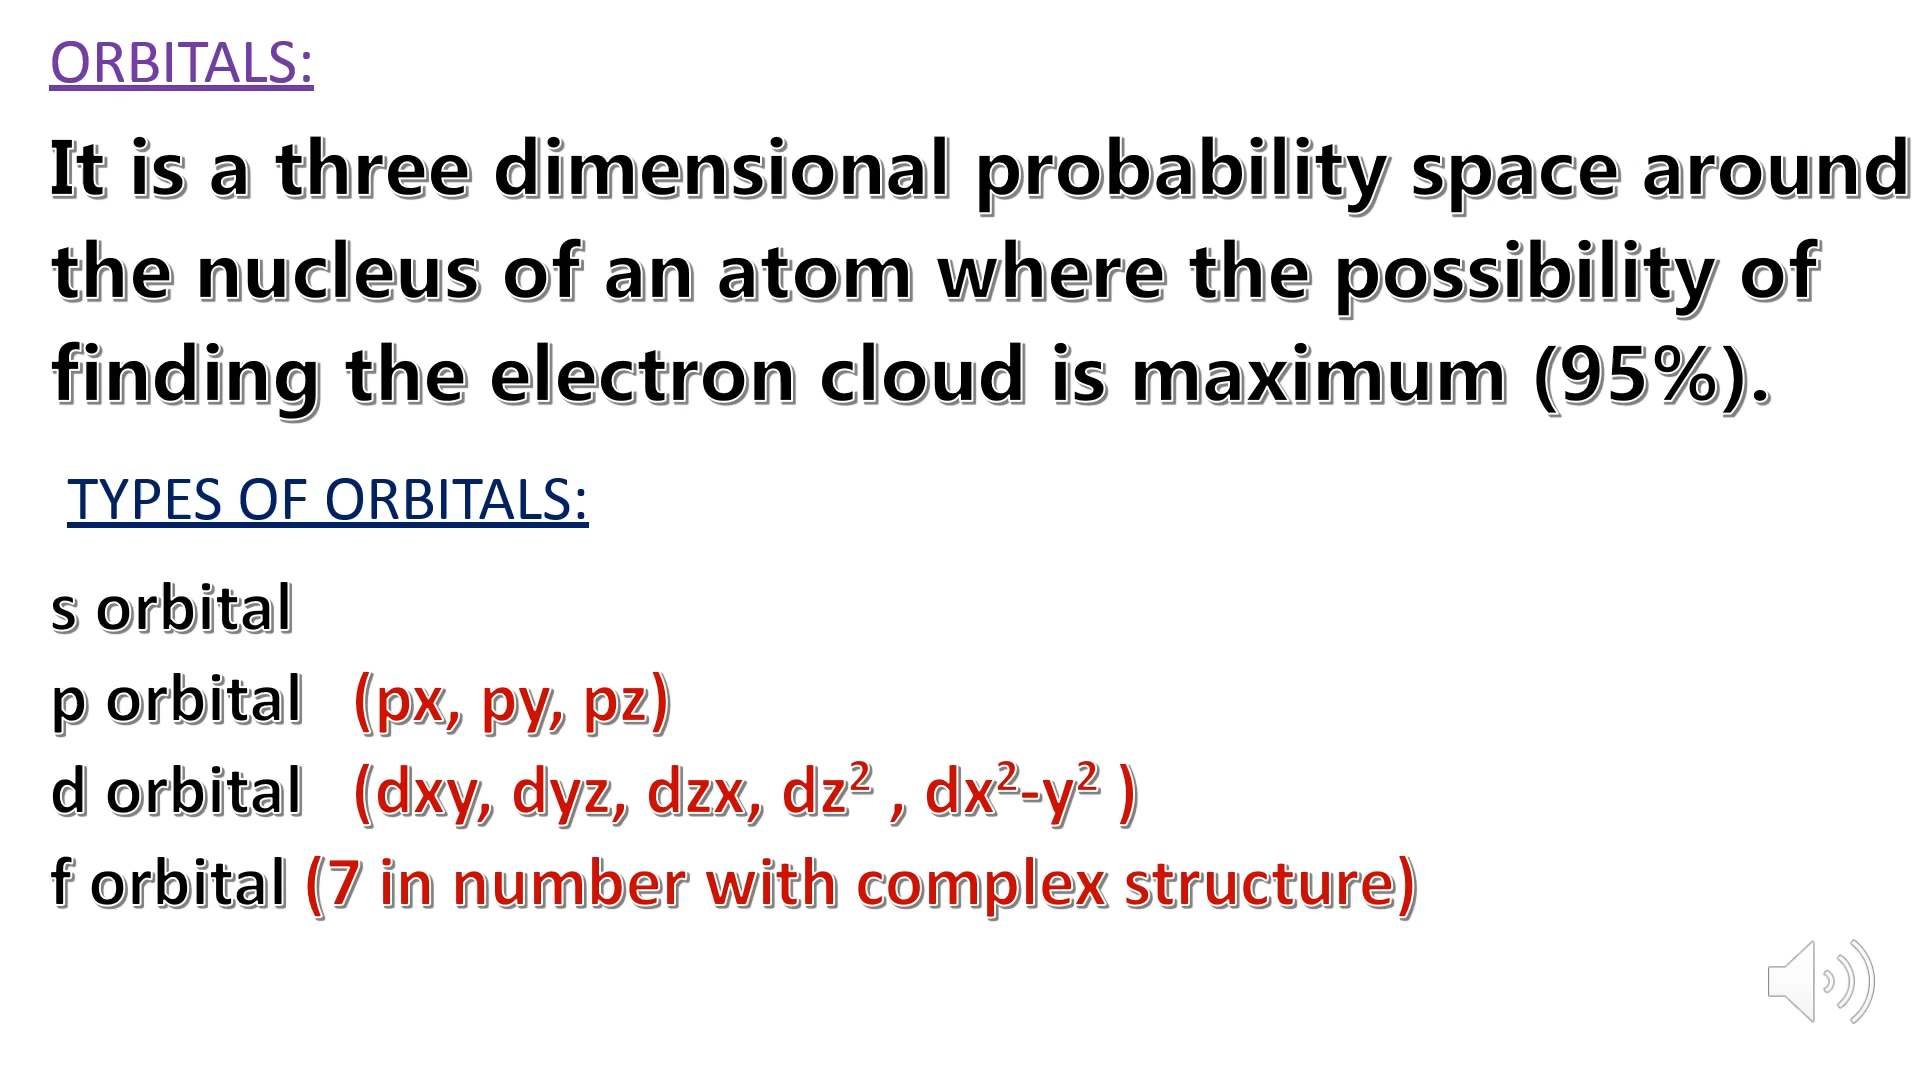 ORBITALS:
It is a three dimensional probability space around
the nucleus of an atom where the possibility of
finding the electron cloud is maximum (95%).
TYPES OF ORBITALS:
s orbital
p orbital (px, py, pz)
d orbital (dxy, dyz, dzx, dz² , dx²-y² )
f orbital (7 in number with complex structure)